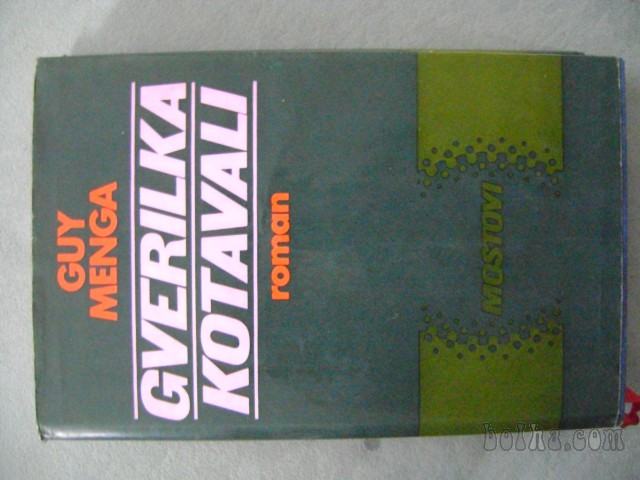 GUY
MENGA
GVERILKA
KOTAVALI
roman
MOSTOVI
bolha.com